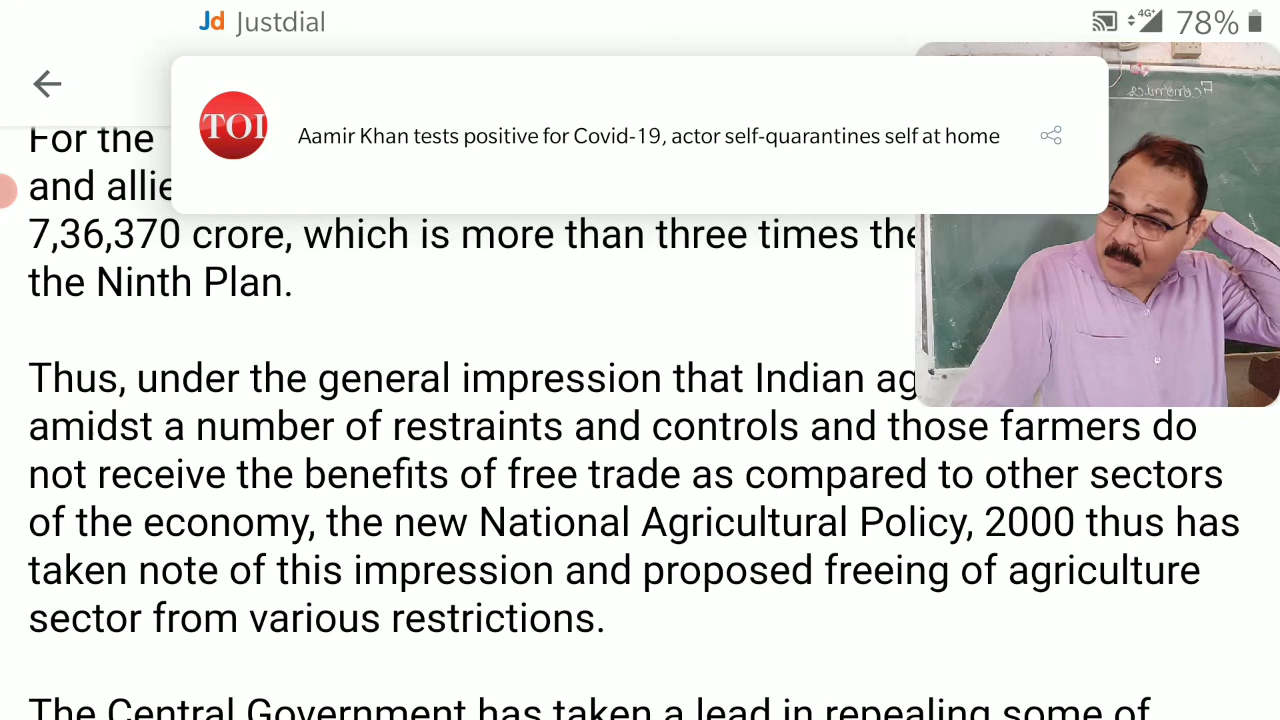 Jd Justdial
4G+ 78%
TOI
Aamir Khan tests positive for Covid-19, actor self-quarantines self at home
Economics
For the
and allie
7,36,370 crore, which is more than three times the
the Ninth Plan.
Thus, under the general impression that Indian ag
amidst a number of restraints and controls and those farmers do
not receive the benefits of free trade as compared to other sectors
of the economy, the new National Agricultural Policy, 2000 thus has
taken note of this impression and proposed freeing of agriculture
sector from various restrictions.
The Central Government has taken a lead in repealing some of